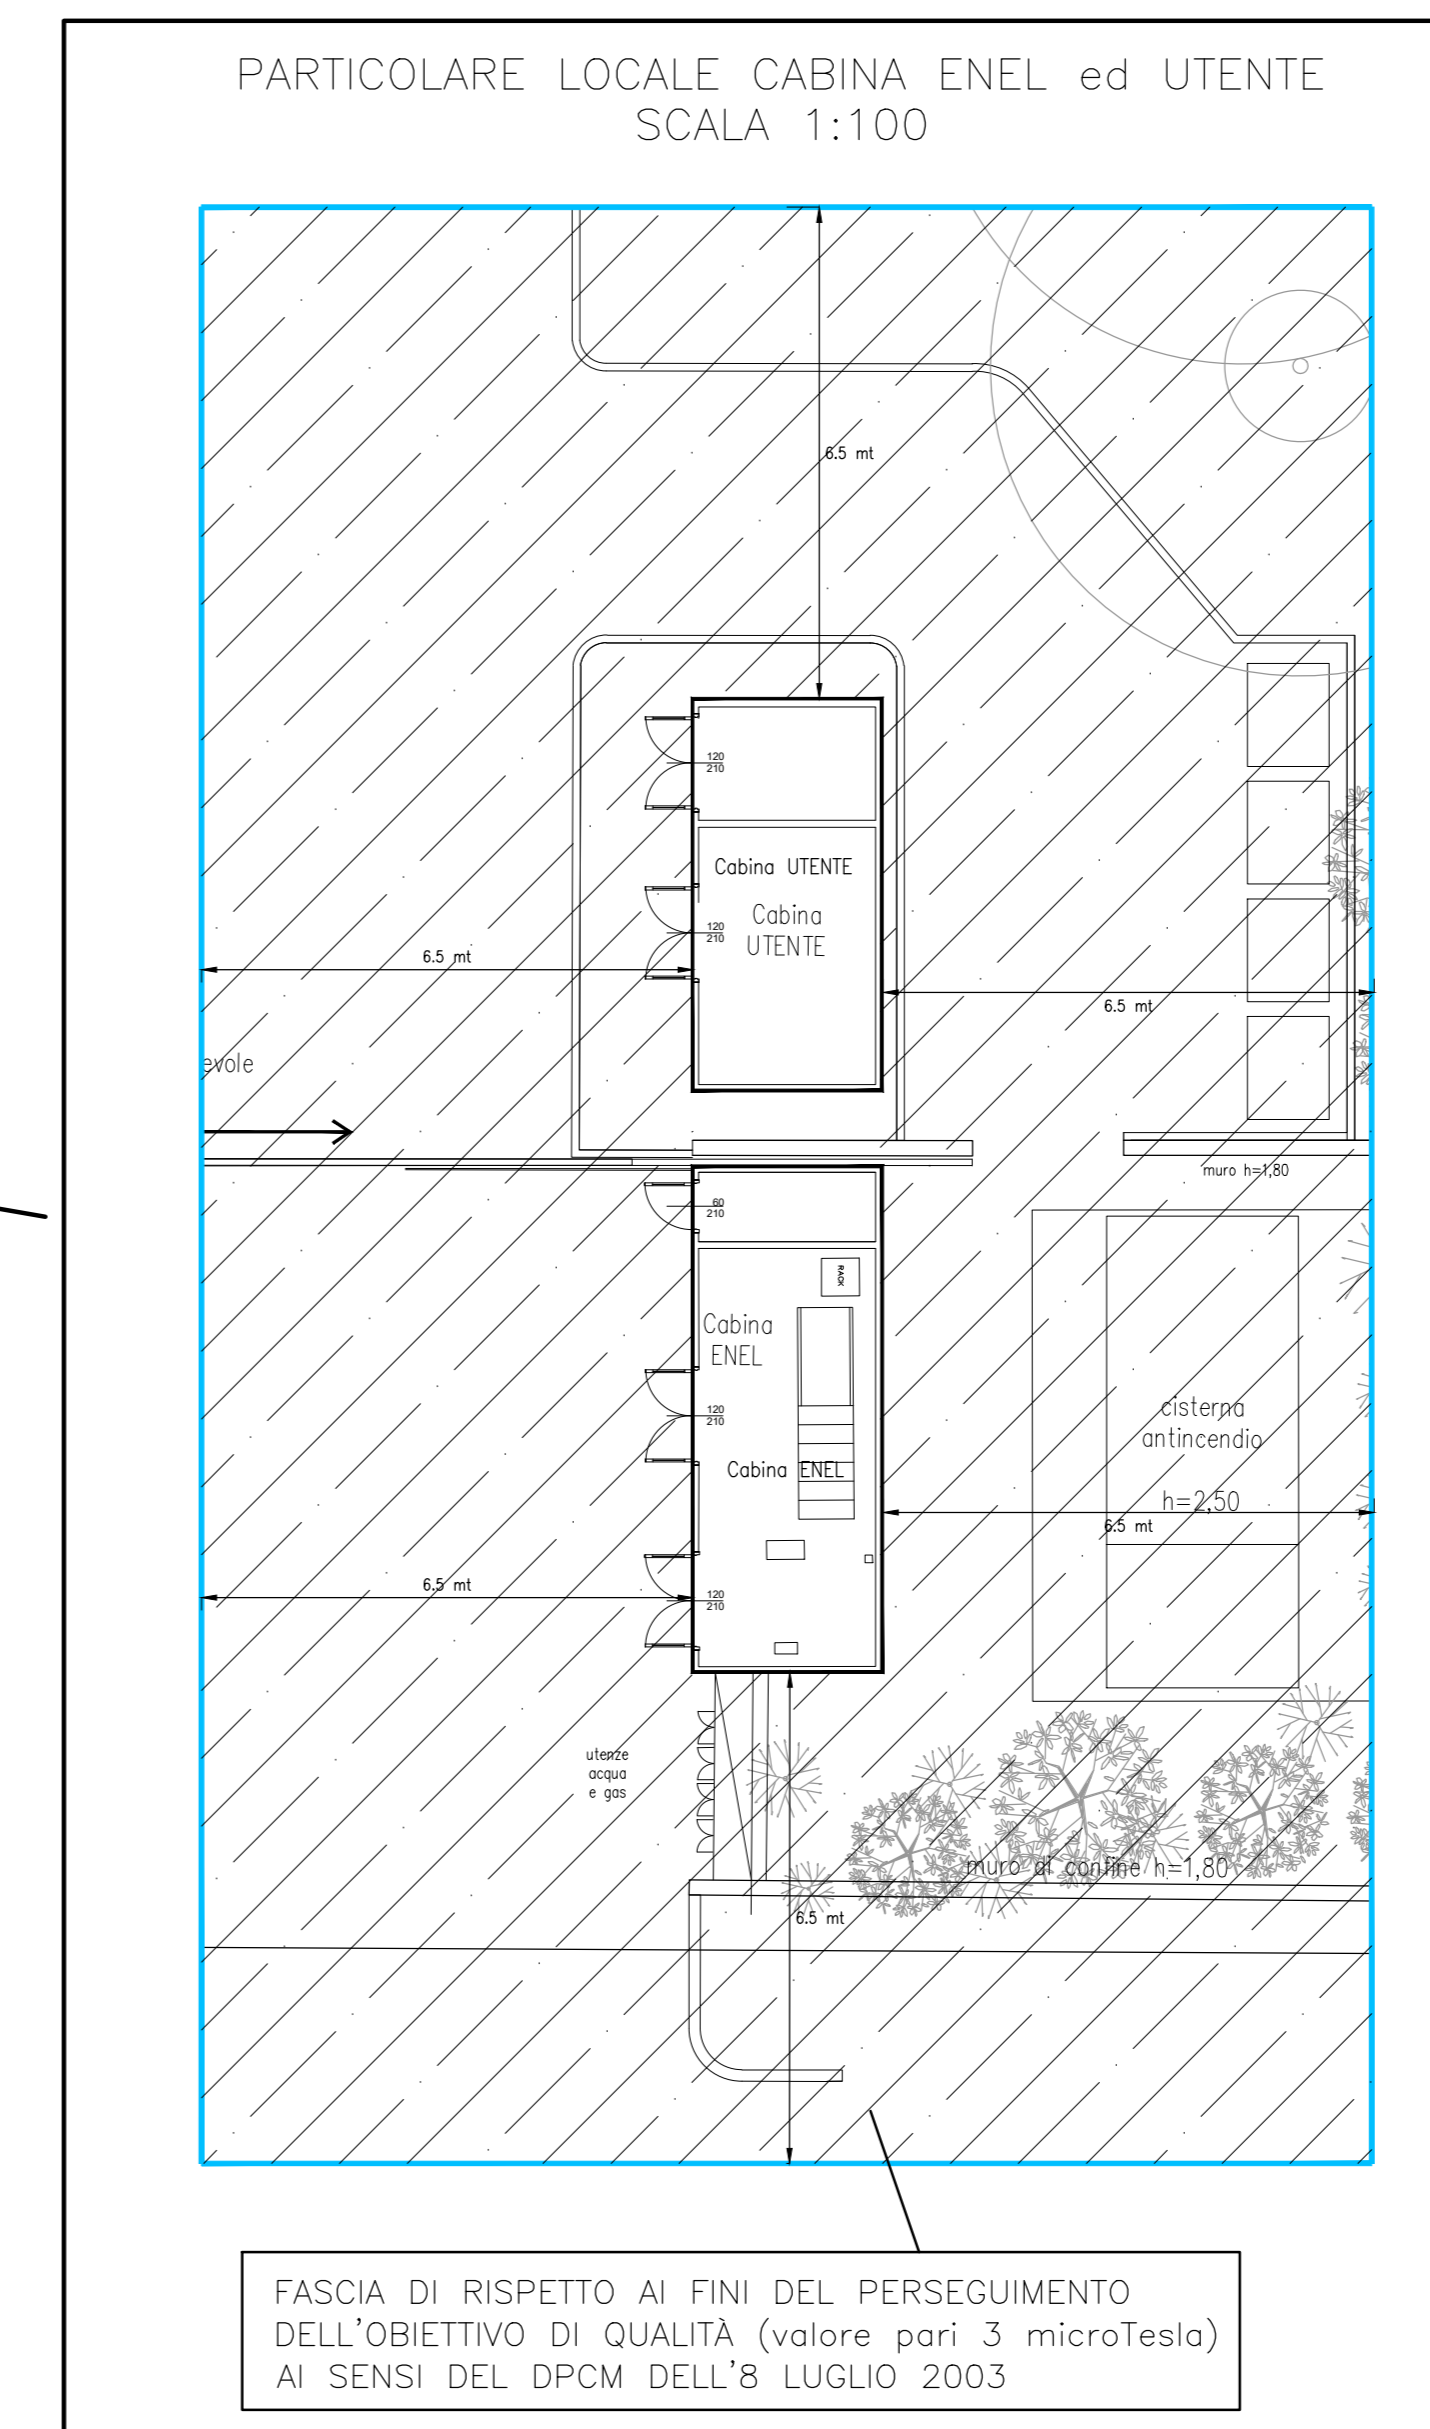 PARTICOLARE LOCALE CABINA ENEL ed UTENTE
SCALA 1:100
6.5 mt
120
210
Cabina UTENTE
Cabina
UTENTE
120
210
6.5 mt
6.5 mt
evole
muro h=1,80
60
210
RACK
Cabina
ENEL
120
210
cisterna
antincendio
Cabina ENEL
h=2,50
6.5 mt
6.5 mt
120
210
utenze
acqua
e gas
muro di confine h=1,80
6.5 mt
FASCIA DI RISPETTO AI FINI DEL PERSEGUIMENTO
DELL'OBIETTIVO DI QUALITÀ (valore pari 3 microTesla)
AI SENSI DEL DPCM DELL'8 LUGLIO 2003